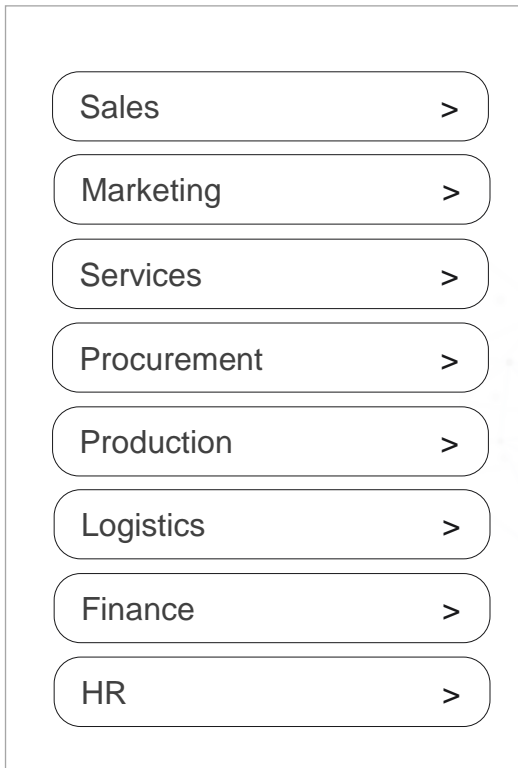 Sales >
Marketing >
Services >
Procurement >
Production >
Logistics >
Finance >
HR >